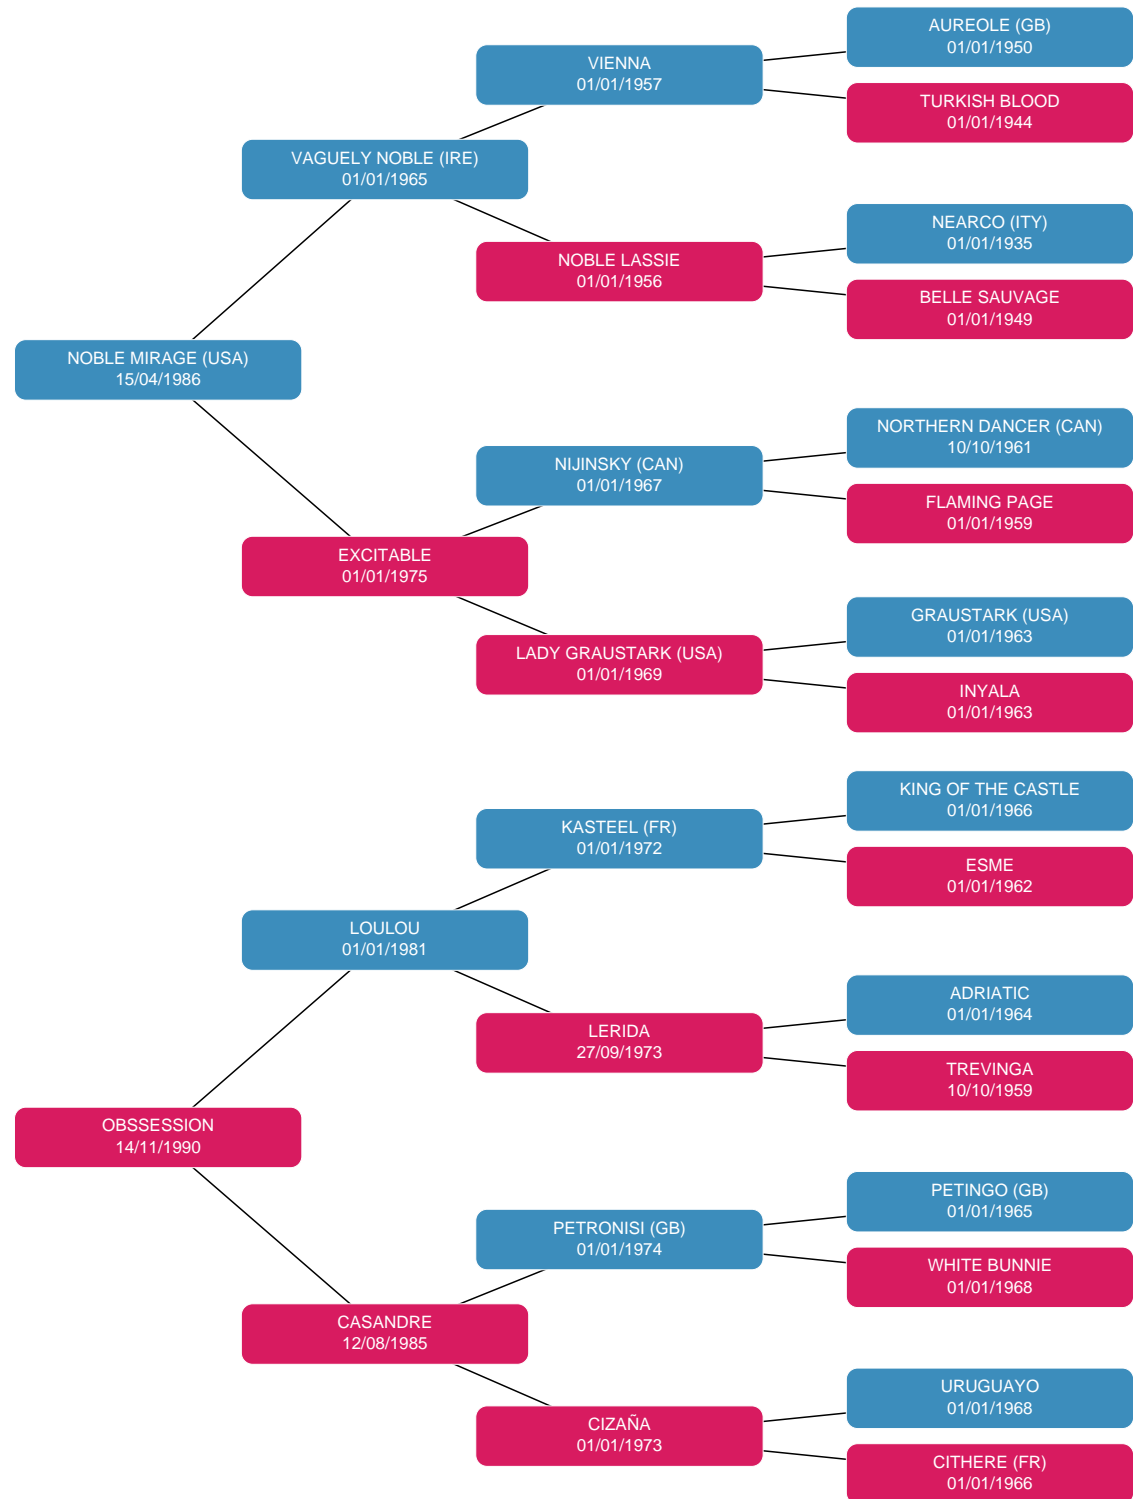 AUREOLE (GB)
01/01/1950
VIENNA
01/01/1957
TURKISH BLOOD
01/01/1944
VAGUELY NOBLE (IRE)
01/01/1965
NEARCO (ITY)
01/01/1935
NOBLE LASSIE
01/01/1956
BELLE SAUVAGE
01/01/1949
NOBLE MIRAGE (USA)
15/04/1986
NORTHERN DANCER (CAN)
10/10/1961
NIJINSKY (CAN)
01/01/1967
FLAMING PAGE
01/01/1959
EXCITABLE
01/01/1975
GRAUSTARK (USA)
01/01/1963
LADY GRAUSTARK (USA)
01/01/1969
INYALA
01/01/1963
KING OF THE CASTLE
01/01/1966
KASTEEL (FR)
01/01/1972
ESME
01/01/1962
LOULOU
01/01/1981
ADRIATIC
01/01/1964
LERIDA
27/09/1973
TREVINGA
10/10/1959
OBSSESSION
14/11/1990
PETINGO (GB)
01/01/1965
PETRONISI (GB)
01/01/1974
WHITE BUNNIE
01/01/1968
CASANDRE
12/08/1985
URUGUAYO
01/01/1968
CIZAÑA
01/01/1973
CITHERE (FR)
01/01/1966